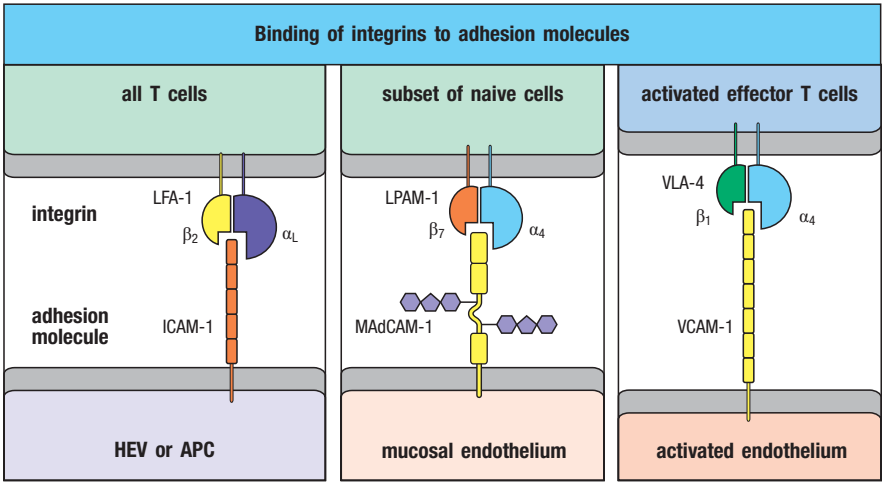 Binding of integrins to adhesion molecules
all T cells
integrin
LFA-1
β2
αL
adhesion
molecule
ICAM-1
HEV or APC
subset of naive cells
LPAM-1
β7
α4
MAdCAM-1
mucosal endothelium
activated effector T cells
VLA-4
β1
α4
VCAM-1
activated endothelium